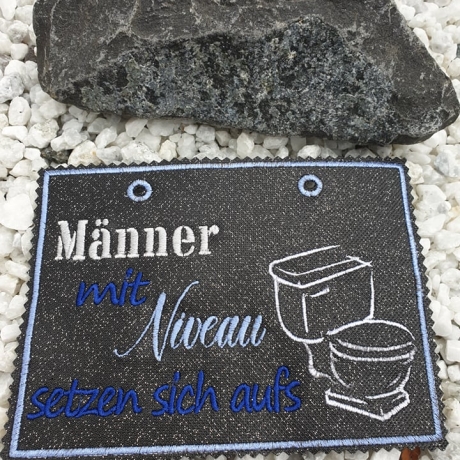 Männer
mit
Niveau
setzen sich aufs